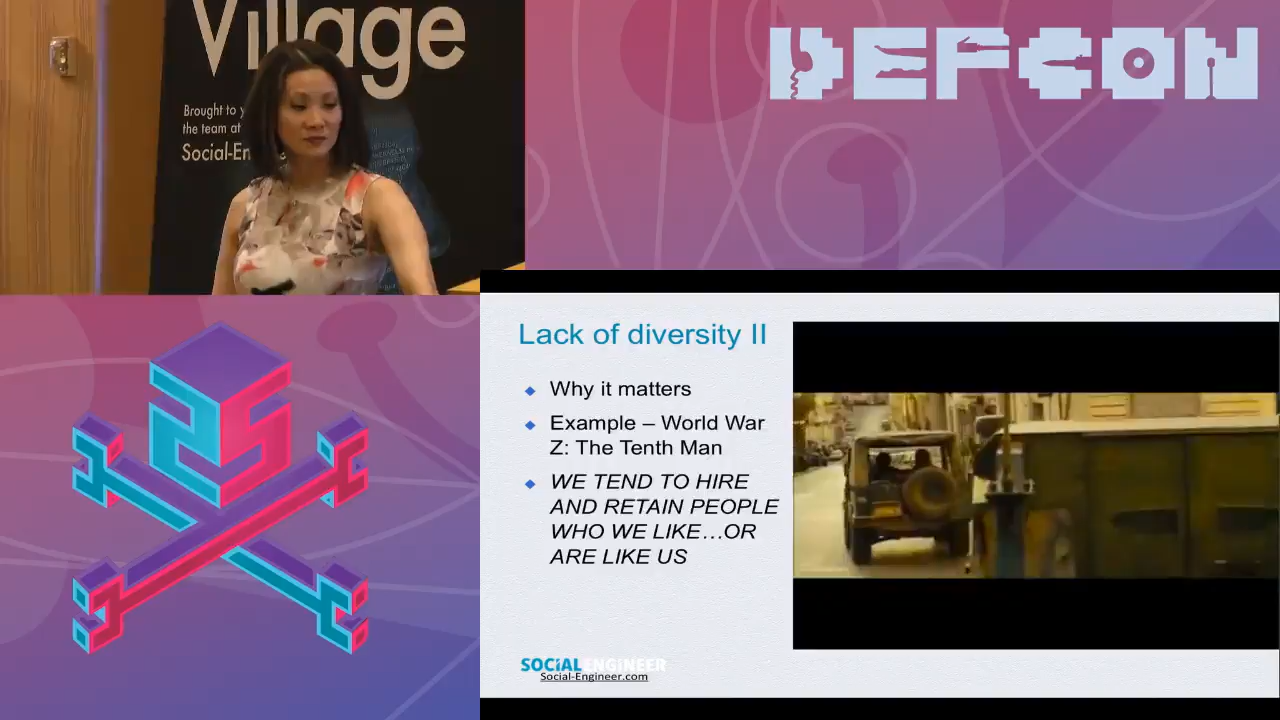 Village
Brought to y
the team at
Social-En
DEFCON
25
Lack of diversity II
Why it matters
Example – World War
Z: The Tenth Man
WE TEND TO HIRE
AND RETAIN PEOPLE
WHO WE LIKE…OR
ARE LIKE US
SOCIAL ENGINEER
Social-Engineer.com